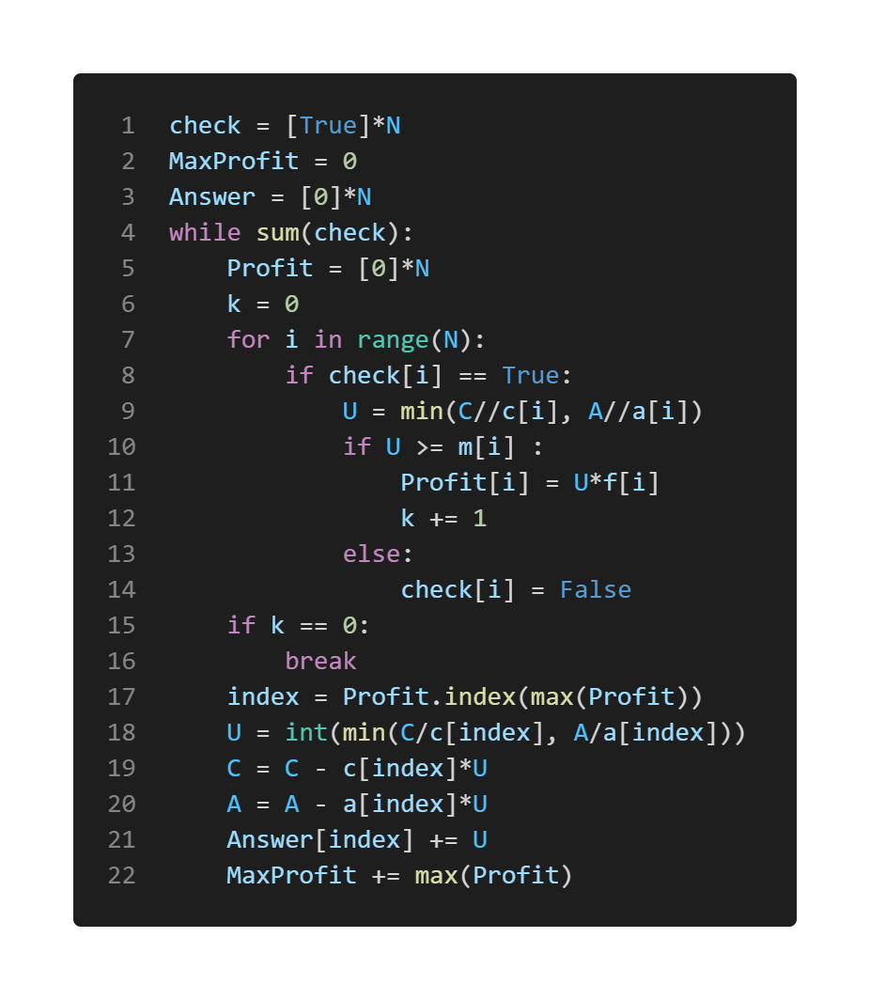 1 check = [True]*N
2 MaxProfit = 0
3 Answer = [0]*N
4 while sum(check):
5     Profit = [0]*N
6     k = 0
7     for i in range(N):
8         if check[i] == True:
9             U = min(C//c[i], A//a[i])
10             if U >= m[i] :
11                 Profit[i] = U*f[i]
12                 k += 1
13             else:
14                 check[i] = False
15     if k == 0:
16         break
17     index = Profit.index(max(Profit))
18     U = int(min(C/c[index], A/a[index]))
19     C = C - c[index]*U
20     A = A - a[index]*U
21     Answer[index] += U
22     MaxProfit += max(Profit)